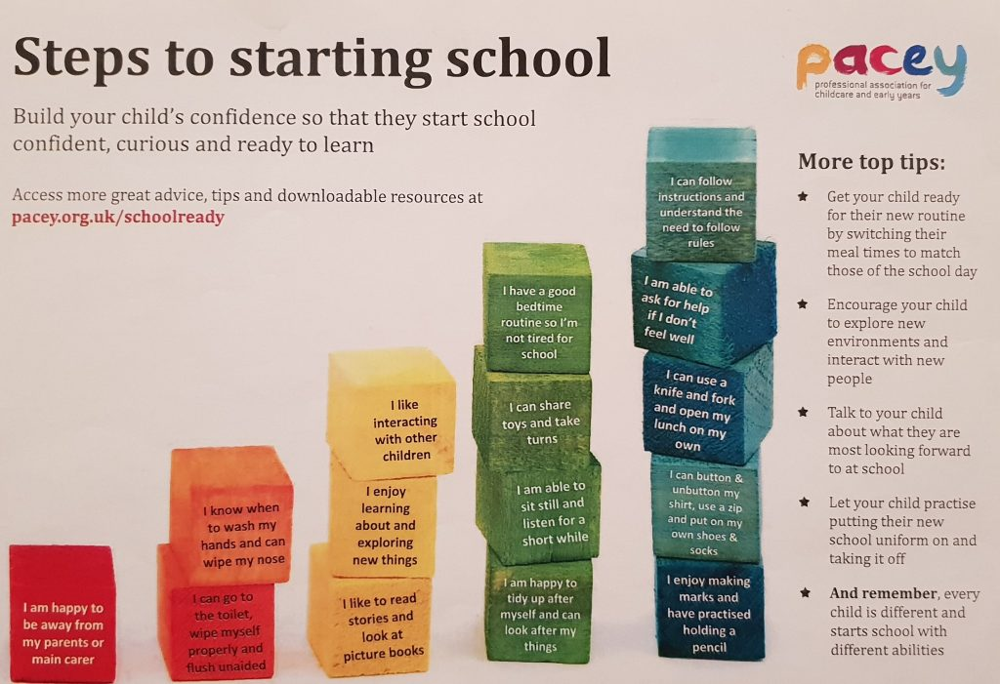 Steps to starting school
Build your child's confidence so that they start school
confident, curious and ready to learn
Access more great advice, tips and downloadable resources at
pacey.org.uk/schoolready
pacey
professional association for
childcare and early years
I am happy to
be away from
my parents or
main carer
I know when
to wash my
hands and can
wipe my nose
I can go to
the toilet,
wipe myself
properly and
flush unaided
I like
interacting
with other
children
I enjoy
learning
about and
exploring
new things
I like to read
stories and
look at
picture books
I have a good
bedtime
routine so I'm
not tired for
school
I can share
toys and take
turns
I am able to
sit still and
listen for a
short while
I am happy to
tidy up after
myself and can
look after my
things
I can follow
instructions and
understand the
need to follow
rules
I am able to
ask for help
if I don't
feel well
I can use a
knife and fork
and open my
lunch on my
own
I can button &
unbutton my
shirt, use a zip
and put on my
own shoes &
socks
I enjoy making
marks and
have practised
holding a
pencil
More top tips:
★ Get your child ready
for their new routine
by switching their
meal times to match
those of the school day
★ Encourage your child
to explore new
environments and
interact with new
people
★ Talk to your child
about what they are
most looking forward
to at school
★ Let your child practise
putting their new
school uniform on and
taking it off
★ And remember, every
child is different and
starts school with
different abilities